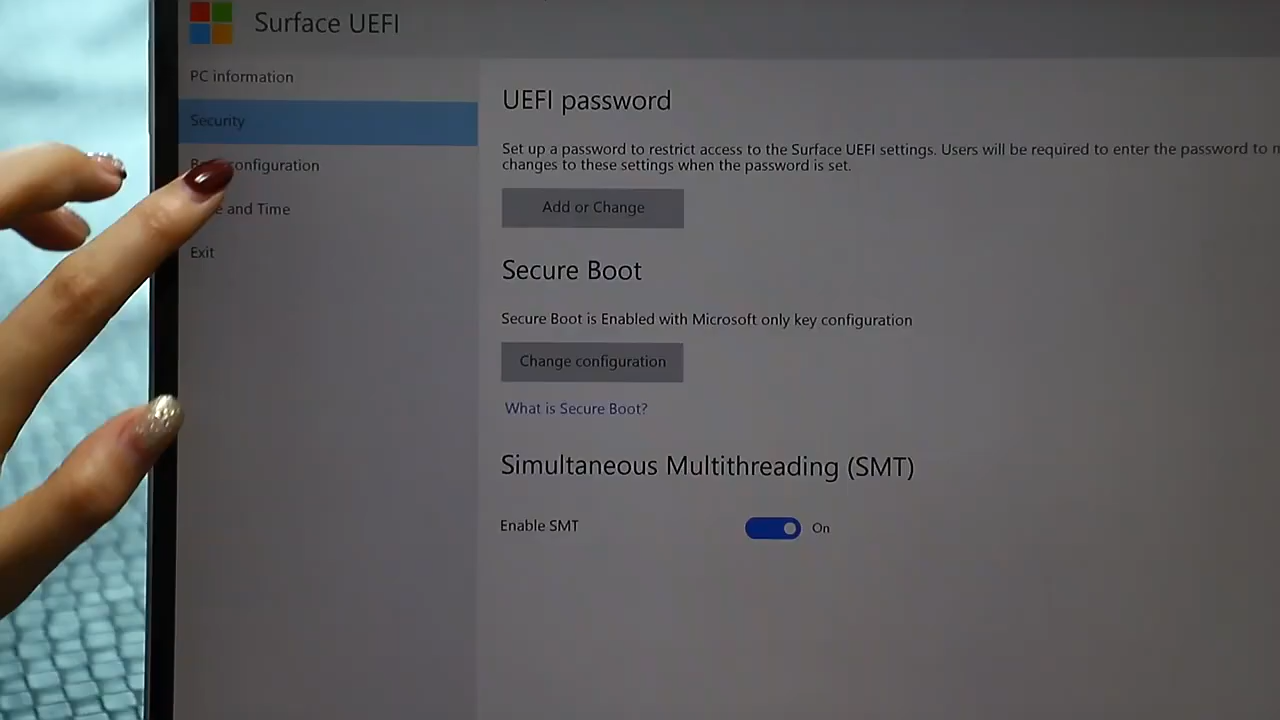 Surface UEFI
PC information
Security
configuration
and Time
Exit
UEFI password
Set up a password to restrict access to the Surface UEFI settings. Users will be required to enter the password to
changes to these settings when the password is set.
Add or Change
Secure Boot
Secure Boot is Enabled with Microsoft only key configuration
Change configuration
What is Secure Boot?
Simultaneous Multithreading (SMT)
Enable SMT
On